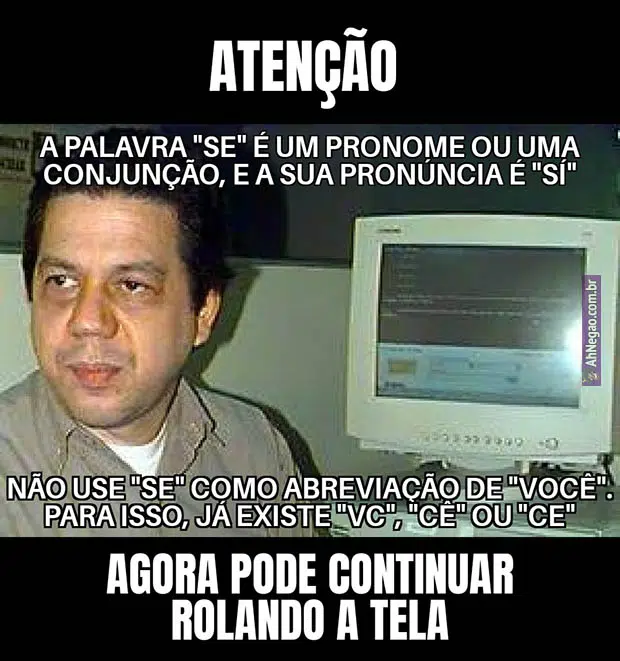 ATENÇÃO
A PALAVRA "SE" É UM PRONOME OU UMA
CONJUNÇÃO, E A SUA PRONÚNCIA É "SÍ"
AhNegao.com.br
NÃO USE "SE" COMO ABREVIAÇÃO DE "VOCÊ".
PARA ISSO, JÁ EXISTE "VC", "CÊ" OU "CE"
AGORA PODE CONTINUAR
ROLANDO A TELA